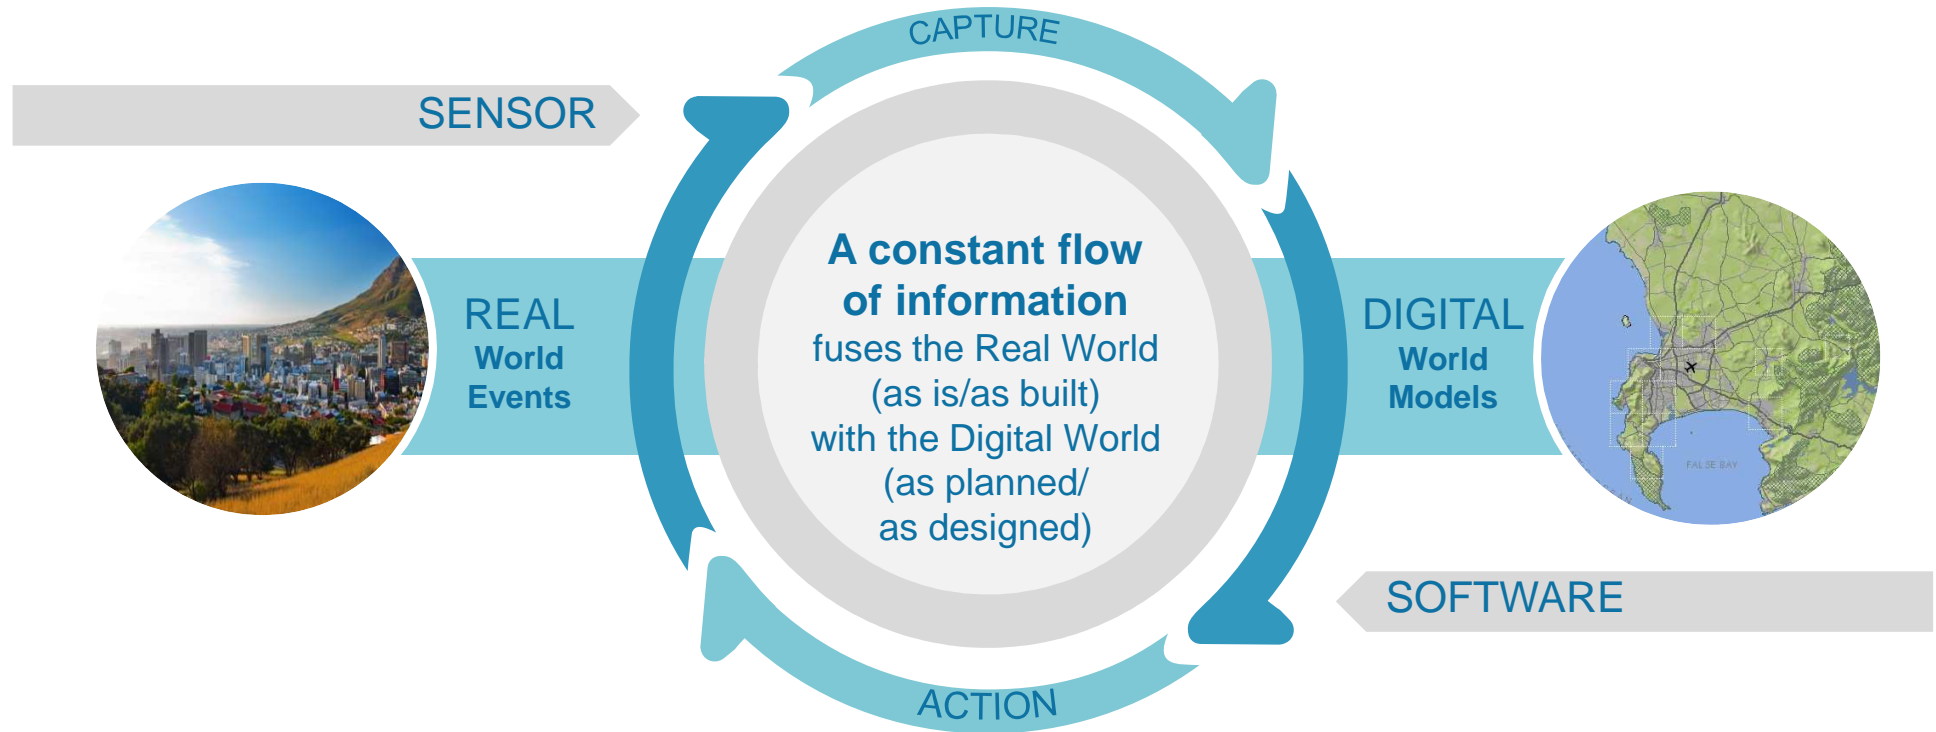 CAPTURE
SENSOR
REAL
World
Events
A constant flow
of information
fuses the Real World
(as is/as built)
with the Digital World
(as planned/
as designed)
DIGITAL
World
Models
FALSE BAY
SOFTWARE
ACTION